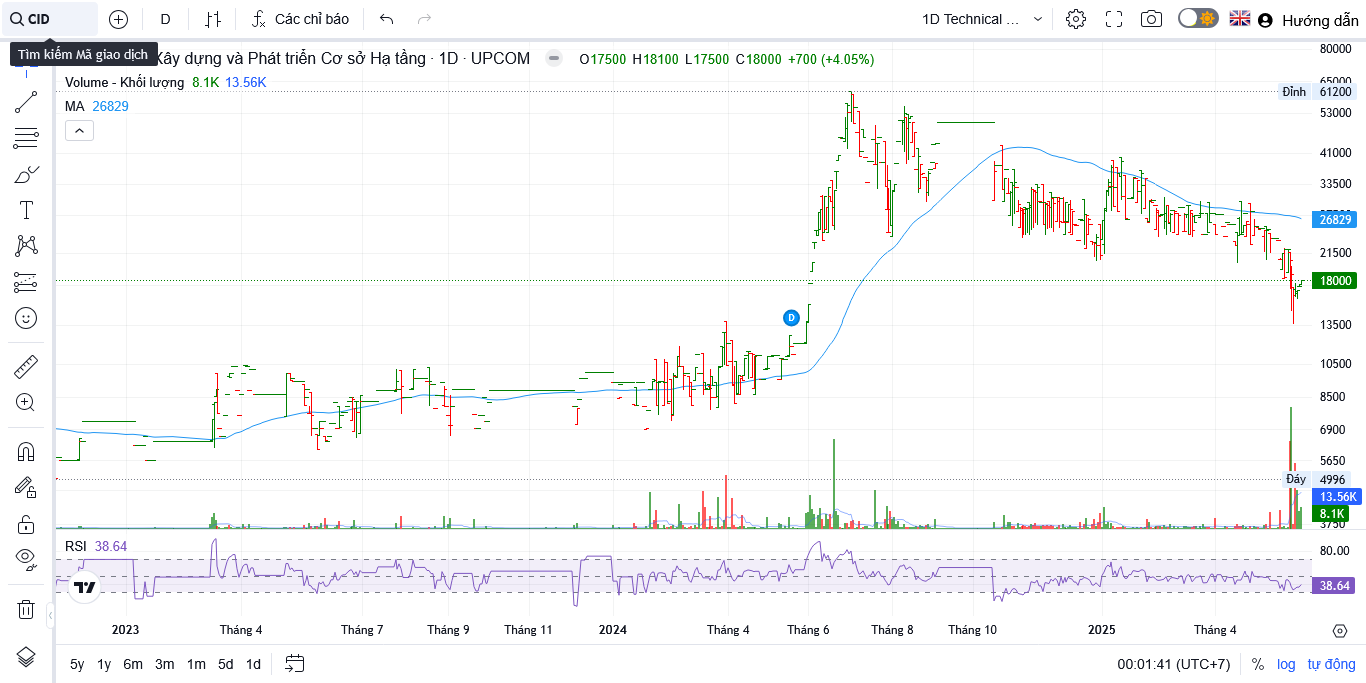 CID
D
Các chỉ báo
1D Technical ...
Hướng dẫn
Tìm kiếm Mã giao dịch
Xây dựng và Phát triển Cơ sở Hạ tầng · 1D · UPCOM
O17500 H18100 L17500 C18000 +700 (+4.05%)
Volume - Khối lượng 8.1K 13.56K
MA 26829
80000
65000
Đỉnh 61200
53000
41000
33500
26829
21500
18000
13500
10500
8500
6900
5650
Đáy 4996
13.56K
8.1K
3750
D
RSI 38.64
80.00
38.64
2023
Tháng 4
Tháng 7
Tháng 9
Tháng 11
2024
Tháng 4
Tháng 6
Tháng 8
Tháng 10
2025
Tháng 4
5y 1y 6m 3m 1m 5d 1d
00:01:41 (UTC+7)
% log tự động